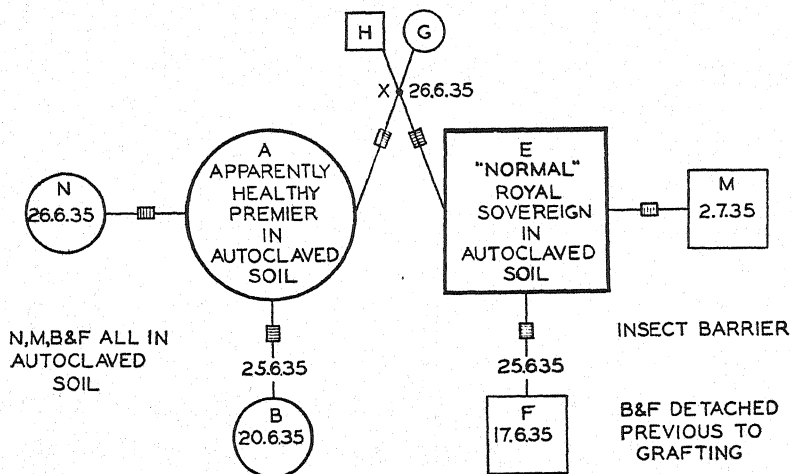 H
G
X 26.6.35
A
APPARENTLY
HEALTHY
PREMIER
IN
AUTOCLAVED
SOIL
E
"NORMAL"
ROYAL
SOVEREIGN
IN
AUTOCLAVED
SOIL
N
26.6.35
M
2.7.35
N,M,B&F ALL IN
AUTOCLAVED
SOIL
25.6.35
B
20.6.35
25.635
F
17.6.35
INSECT BARRIER
B&F DETACHED
PREVIOUS TO
GRAFTING